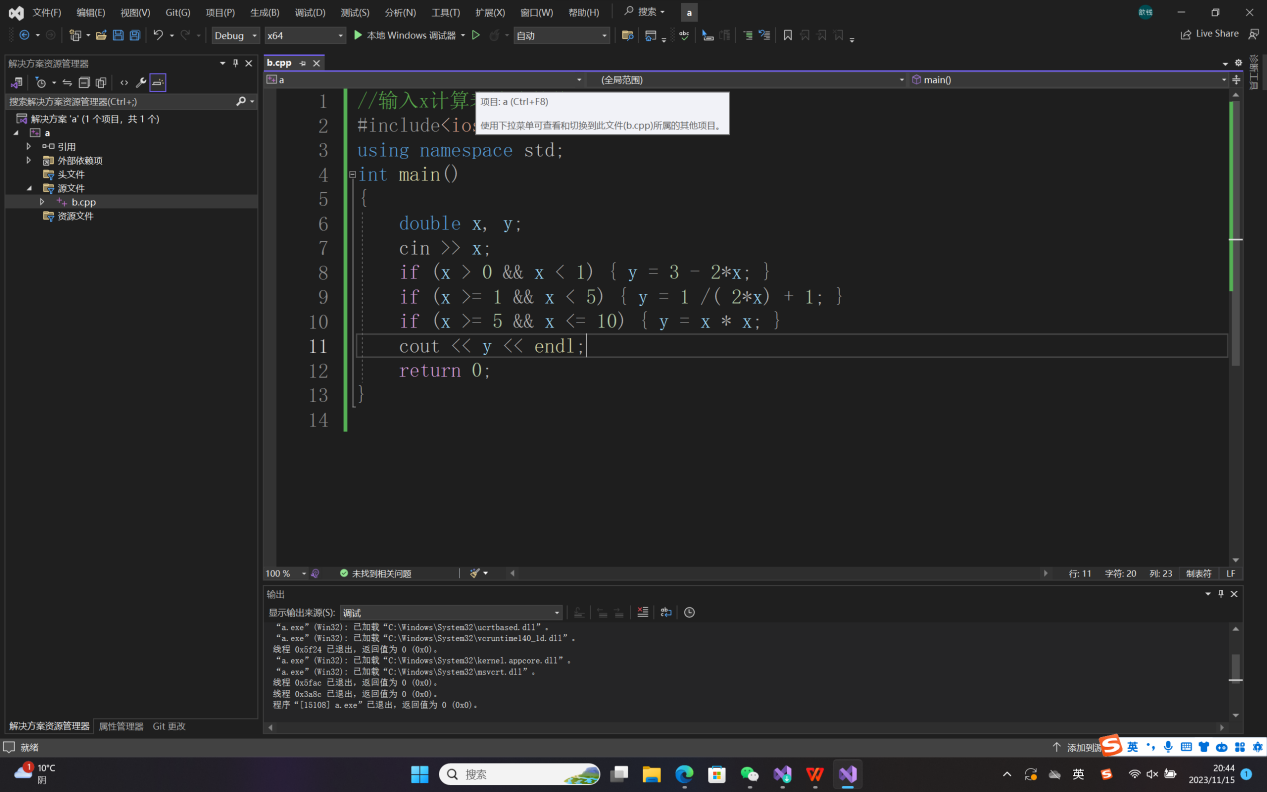 文件(F) 编辑(E) 视图(V) Git(G) 项目(P) 生成(B) 调试(D) 测试(S) 分析(N) 工具(T) 扩展(X) 窗口(W) 帮助(H) 搜索 a
Debug x64 本地 Windows 调试器 自动 Live Share
解决方案资源管理器
搜索解决方案资源管理器(Ctrl+;)
解决方案 'a' (1 个项目，共 1 个)
a
引用
外部依赖项
头文件
源文件
b.cpp
资源文件
解决方案资源管理器 属性管理器 Git 更改
b.cpp
a (全局范围) main()
项目: a (Ctrl+F8)
使用下拉菜单可查看和切换到此文件(b.cpp)所属的其他项目。
1 //输入x计算
2 #include<ios
3 using namespace std;
4 int main()
5 {
6 double x, y;
7 cin >> x;
8 if (x > 0 && x < 1) { y = 3 - 2*x; }
9 if (x >= 1 && x < 5) { y = 1 /( 2*x) + 1; }
10 if (x >= 5 && x <= 10) { y = x * x; }
11 cout << y << endl;
12 return 0;
13 }
14
诊断工具
100 % 未找到相关问题 行: 11 字符: 20 列: 23 制表符 LF
输出
显示输出来源(S): 调试
“a.exe”(Win32): 已加载“C:\Windows\System32\ucrtbased.dll”。
“a.exe”(Win32): 已加载“C:\Windows\System32\vcruntime140_1d.dll”。
线程 0x5f24 已退出，返回值为 0 (0x0)。
“a.exe”(Win32): 已加载“C:\Windows\System32\kernel.appcore.dll”。
“a.exe”(Win32): 已加载“C:\Windows\System32\msvcrt.dll”。
线程 0x5fac 已退出，返回值为 0 (0x0)。
线程 0x3a8c 已退出，返回值为 0 (0x0)。
程序“[15108] a.exe”已退出，返回值为 0 (0x0)。
就绪 添加到源 英
1 10°C
阴
搜索
英
20:44
2023/11/15 1